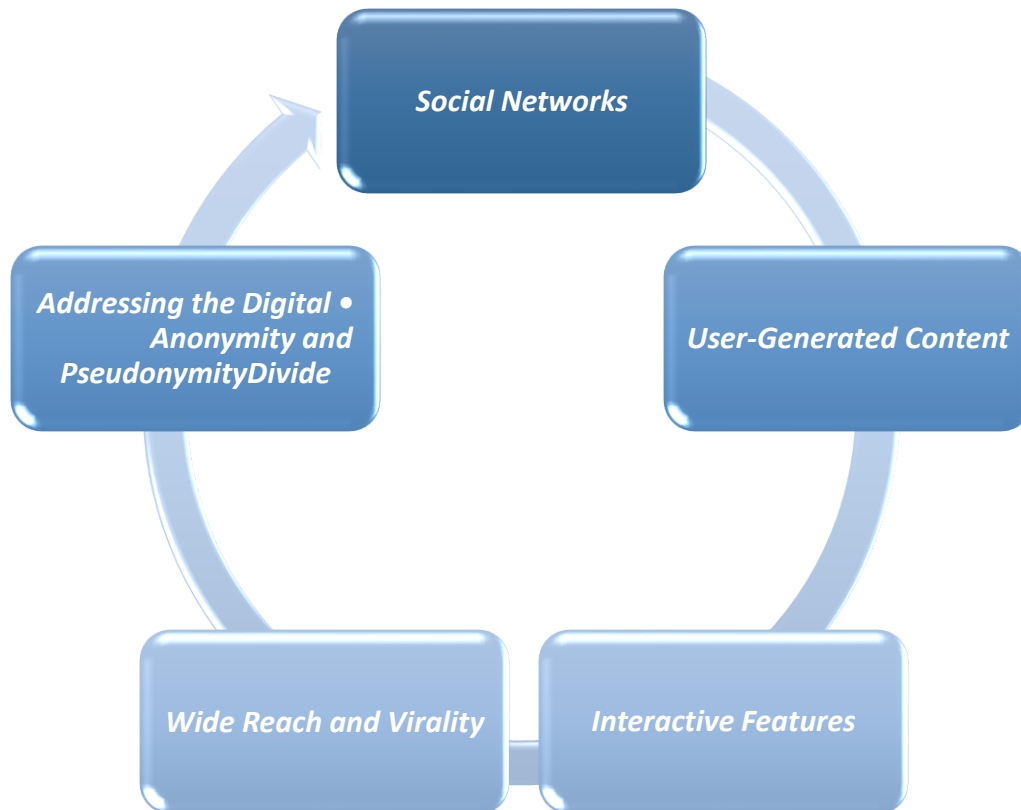 Social Networks
User-Generated Content
Interactive Features
Wide Reach and Virality
Addressing the Digital •
Anonymity and
PseudonymityDivide